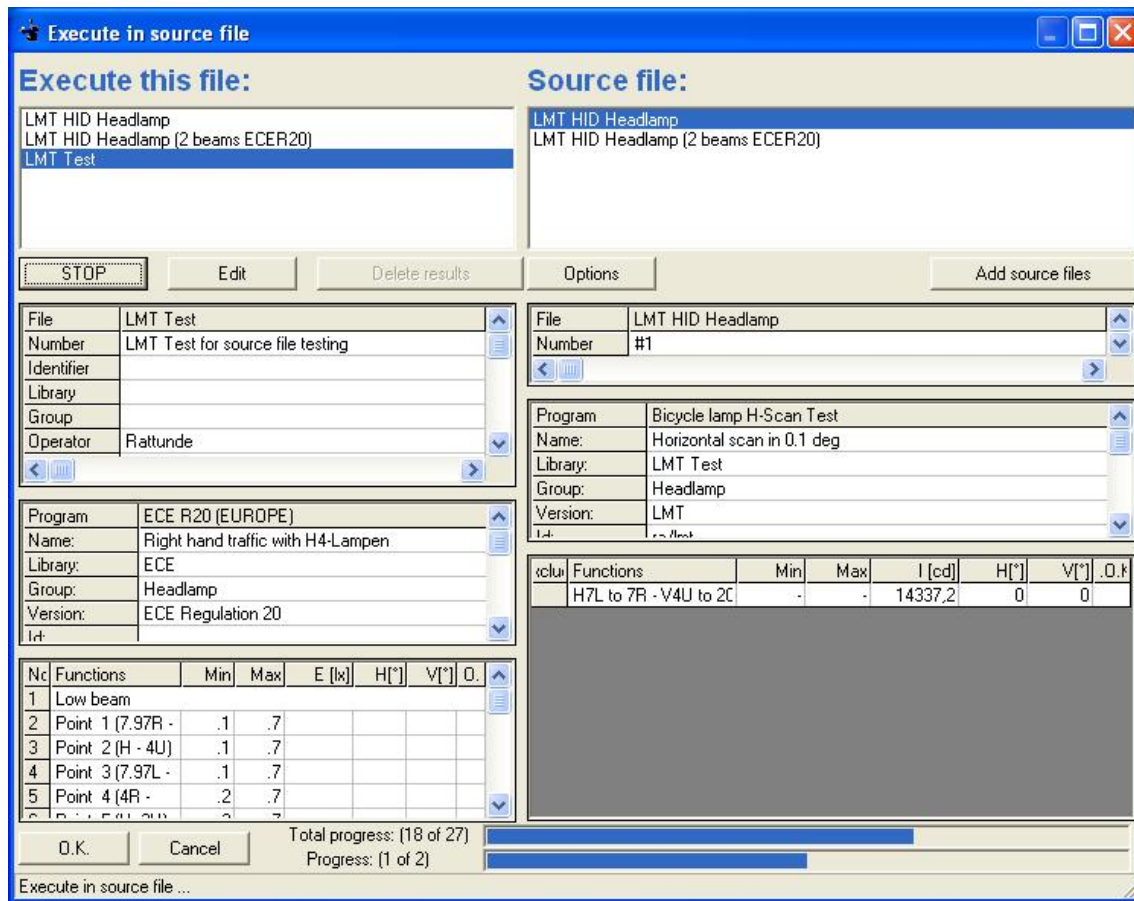 Execute in source file
Execute this file:
LMT HID Headlamp
LMT HID Headlamp (2 beams ECER20)
LMT Test
Source file:
LMT HID Headlamp
LMT HID Headlamp (2 beams ECER20)
STOP Edit Delete results Options Add source files
File LMT Test
Number LMT Test for source file testing
Identifier
Library
Group
Operator Rattunde
File LMT HID Headlamp
Number #1
Program ECE R20 (EUROPE)
Name: Right hand traffic with H4-Lampen
Library: ECE
Group: Headlamp
Version: ECE Regulation 20
Id:
Program Bicycle lamp H-Scan Test
Name: Horizontal scan in 0.1 deg
Library: LMT Test
Group: Headlamp
Version: LMT
Id:
Nc Functions Min Max E [lx] H[°] V[°] O.
1 Low beam
2 Point 1 (7.97R - .1 .7
3 Point 2 (H - 4U) .1 .7
4 Point 3 (7.97L - .1 .7
5 Point 4 (4R - .2 .7
Functions Min Max I [cd] H[°] V[°] .O.K
H7L to 7R - V4U to 20 - - 14337,2 0 0
O.K. Cancel
Total progress: (18 of 27)
Progress: (1 of 2)
Execute in source file ...